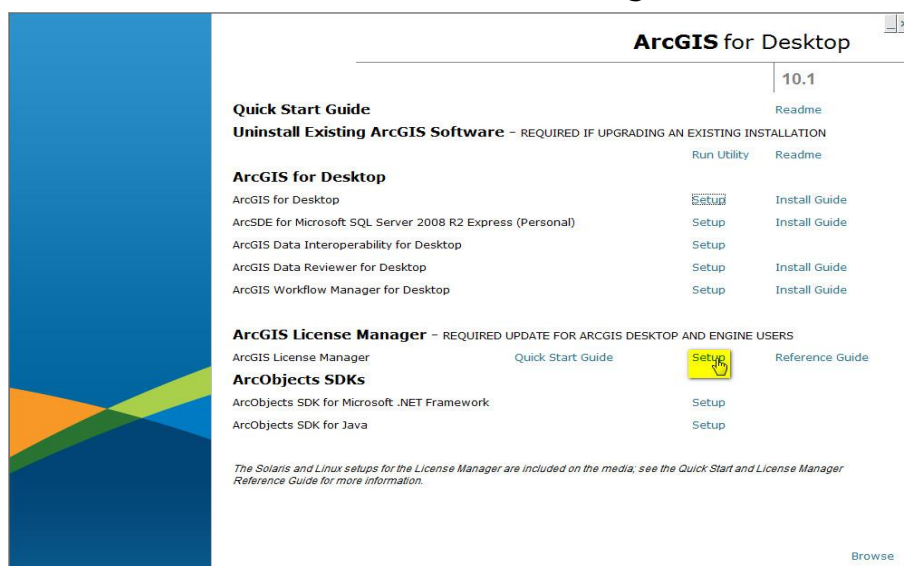 ArcGIS for Desktop
10.1
Quick Start Guide Readme
Uninstall Existing ArcGIS Software – REQUIRED IF UPGRADING AN EXISTING INSTALLATION
Run Utility Readme
ArcGIS for Desktop
ArcGIS for Desktop Setup Install Guide
ArcSDE for Microsoft SQL Server 2008 R2 Express (Personal) Setup Install Guide
ArcGIS Data Interoperability for Desktop Setup
ArcGIS Data Reviewer for Desktop Setup Install Guide
ArcGIS Workflow Manager for Desktop Setup Install Guide
ArcGIS License Manager – REQUIRED UPDATE FOR ARCGIS DESKTOP AND ENGINE USERS
ArcGIS License Manager Quick Start Guide Setup Reference Guide
ArcObjects SDKs
ArcObjects SDK for Microsoft .NET Framework Setup
ArcObjects SDK for Java Setup
The Solaris and Linux setups for the License Manager are included on the media; see the Quick Start and License Manager
Reference Guide for more information.
Browse